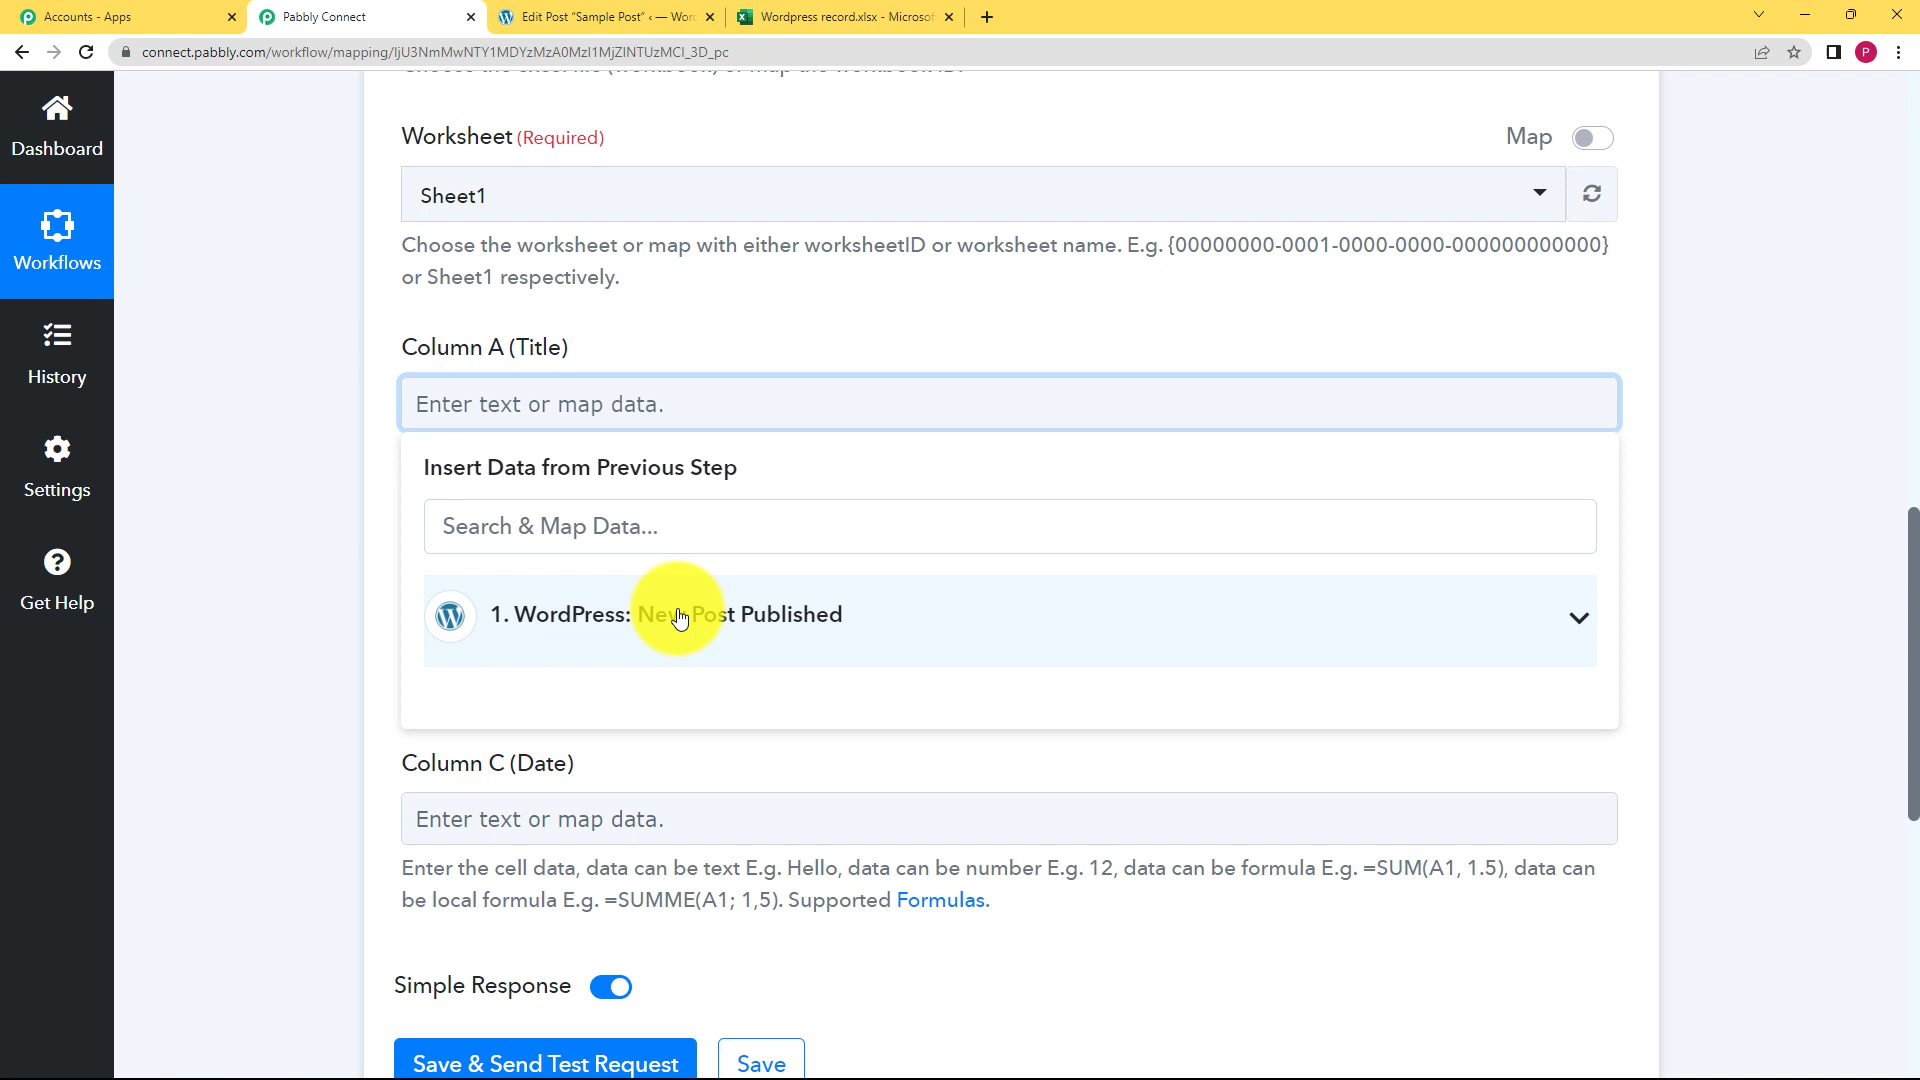 Accounts - Apps
Pabbly Connect
Edit Post "Sample Post" ‹ — Wor
Wordpress record.xlsx - Microsof
connect.pabbly.com/workflow/mapping/
P
Dashboard
Workflows
History
Settings
Get Help
Worksheet (Required)
Map
Sheet1
Choose the worksheet or map with either worksheetID or worksheet name. E.g. {00000000-0001-0000-0000-000000000000}
or Sheet1 respectively.
Column A (Title)
Enter text or map data.
Insert Data from Previous Step
Search & Map Data...
1. WordPress: New Post Published
Column C (Date)
Enter text or map data.
Enter the cell data, data can be text E.g. Hello, data can be number E.g. 12, data can be formula E.g. =SUM(A1, 1.5), data can
be local formula E.g. =SUMME(A1; 1,5). Supported Formulas.
Simple Response
Save & Send Test Request
Save